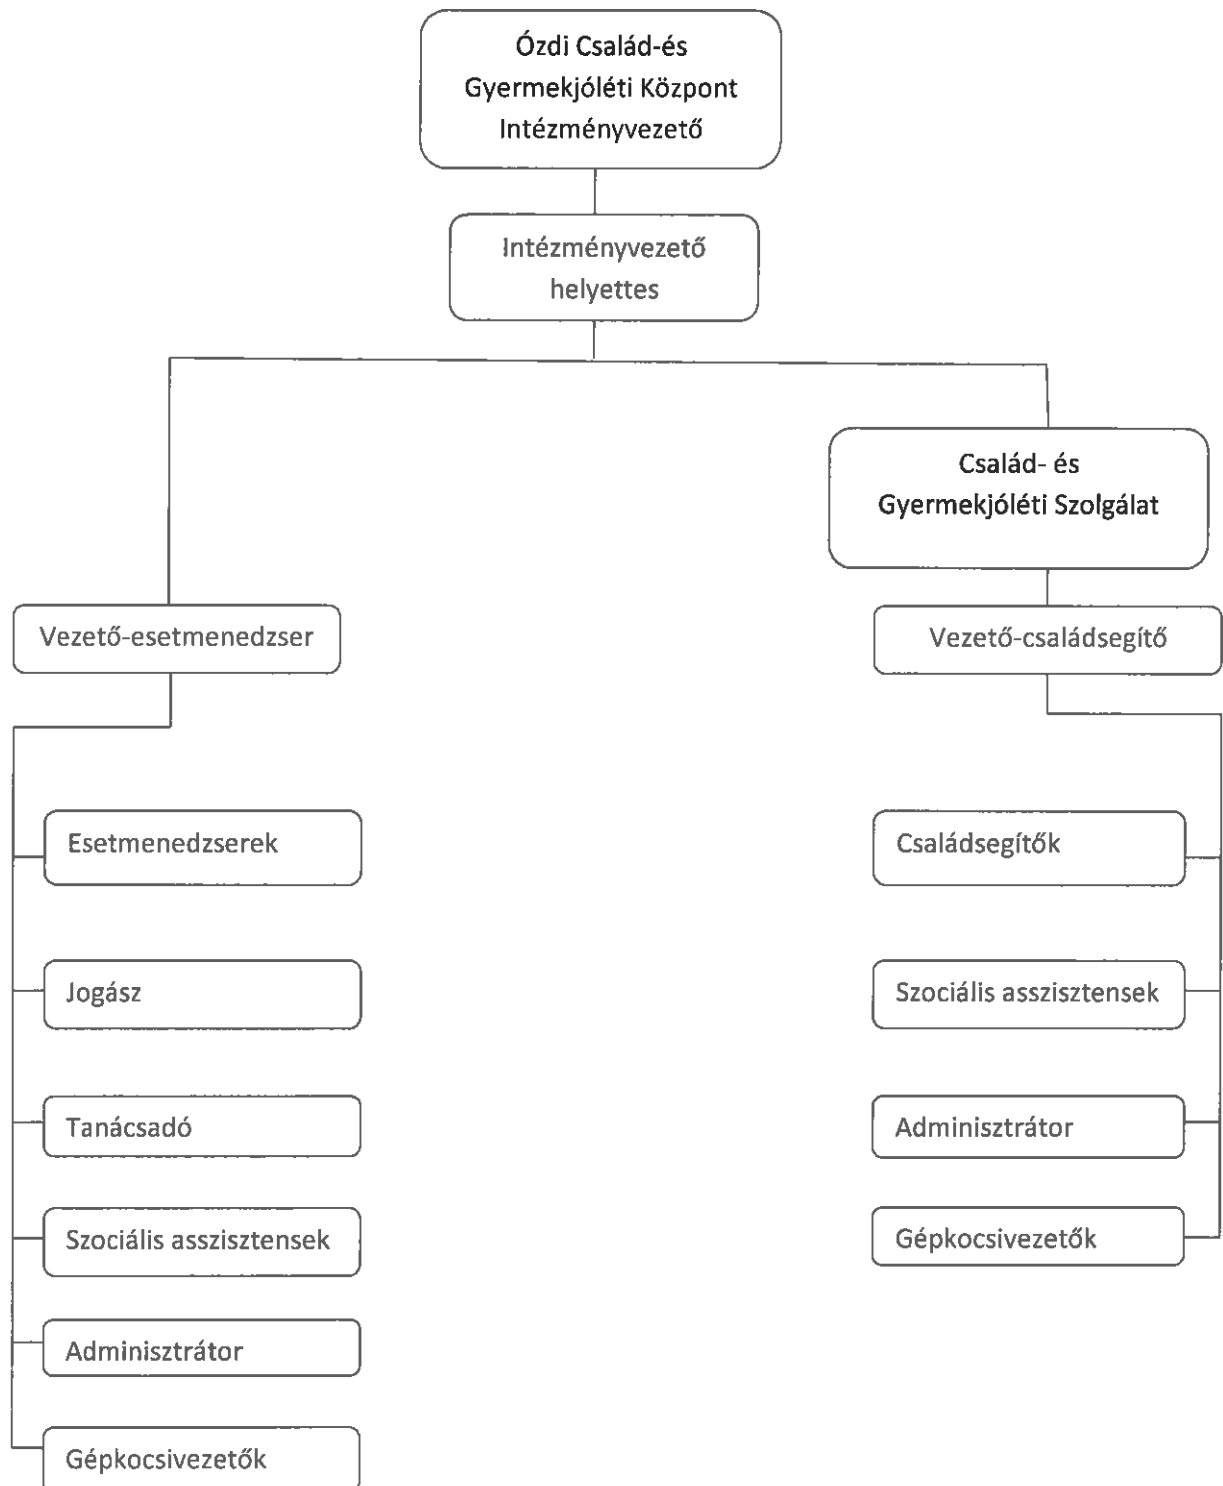 Ózdi Család-és
Gyermekjóléti Központ
Intézményvezető
Intézményvezető
helyettes
Család- és
Gyermekjóléti Szolgálat
Vezető-esetmenedzser
Vezető-családsegítő
Esetmenedzserek
Családsegítők
Jogász
Szociális asszisztensek
Tanácsadó
Adminisztrátor
Szociális asszisztensek
Gépkocsivezetők
Adminisztrátor
Gépkocsivezetők